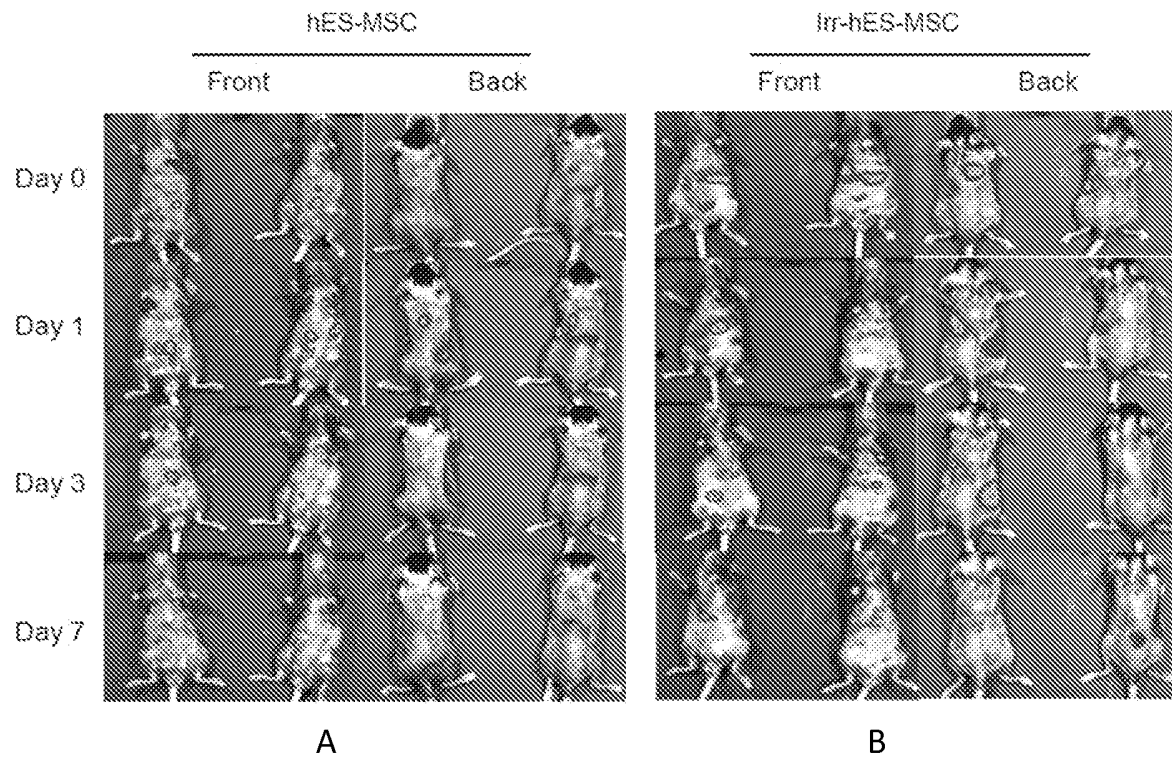 hES-MSC Irr-hES-MSC
Front Back Front Back
Day 0
Day 1
Day 3
Day 7
A B